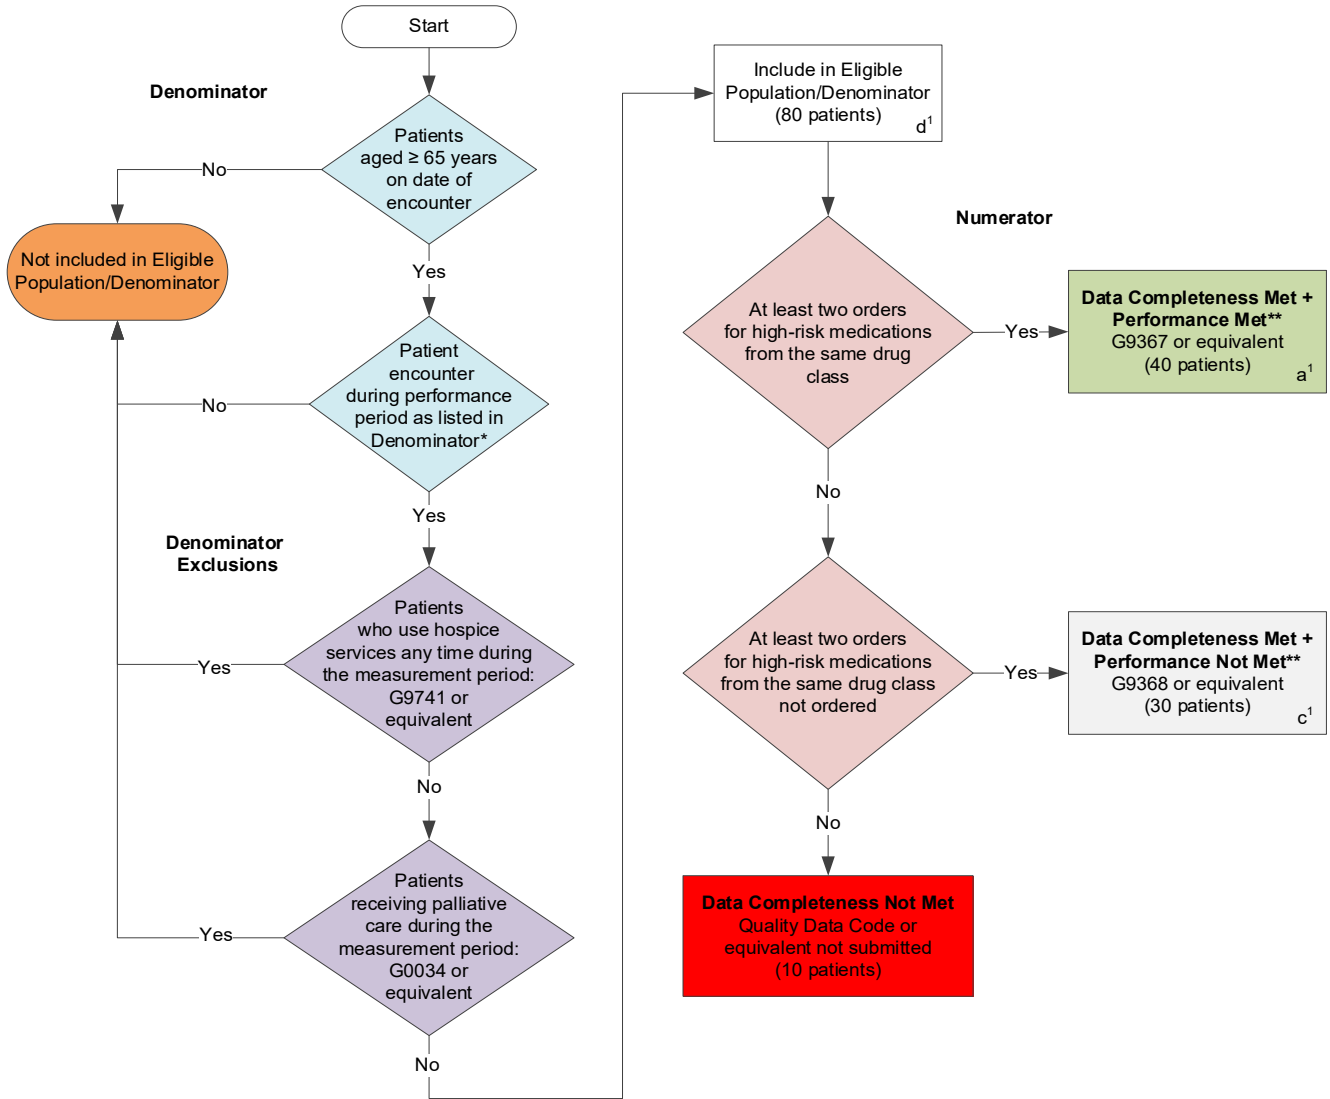 Start
Denominator
Patients
aged ≥ 65 years
on date of
encounter
No
Not included in Eligible
Population/Denominator
Yes
Patient
encounter
during performance
period as listed in
Denominator*
No
Yes
Denominator
Exclusions
Patients
who use hospice
services any time during
the measurement period:
G9741 or
equivalent
Yes
No
Patients
receiving palliative
care during the
measurement period:
G0034 or
equivalent
Yes
No
Include in Eligible
Population/Denominator
(80 patients)
d¹
Numerator
At least two orders
for high-risk medications
from the same drug
class
Yes
Data Completeness Met +
Performance Met**
G9367 or equivalent
(40 patients)
a¹
No
At least two orders
for high-risk medications
from the same drug class
not ordered
Yes
Data Completeness Met +
Performance Not Met**
G9368 or equivalent
(30 patients)
c¹
No
Data Completeness Not Met
Quality Data Code or
equivalent not submitted
(10 patients)